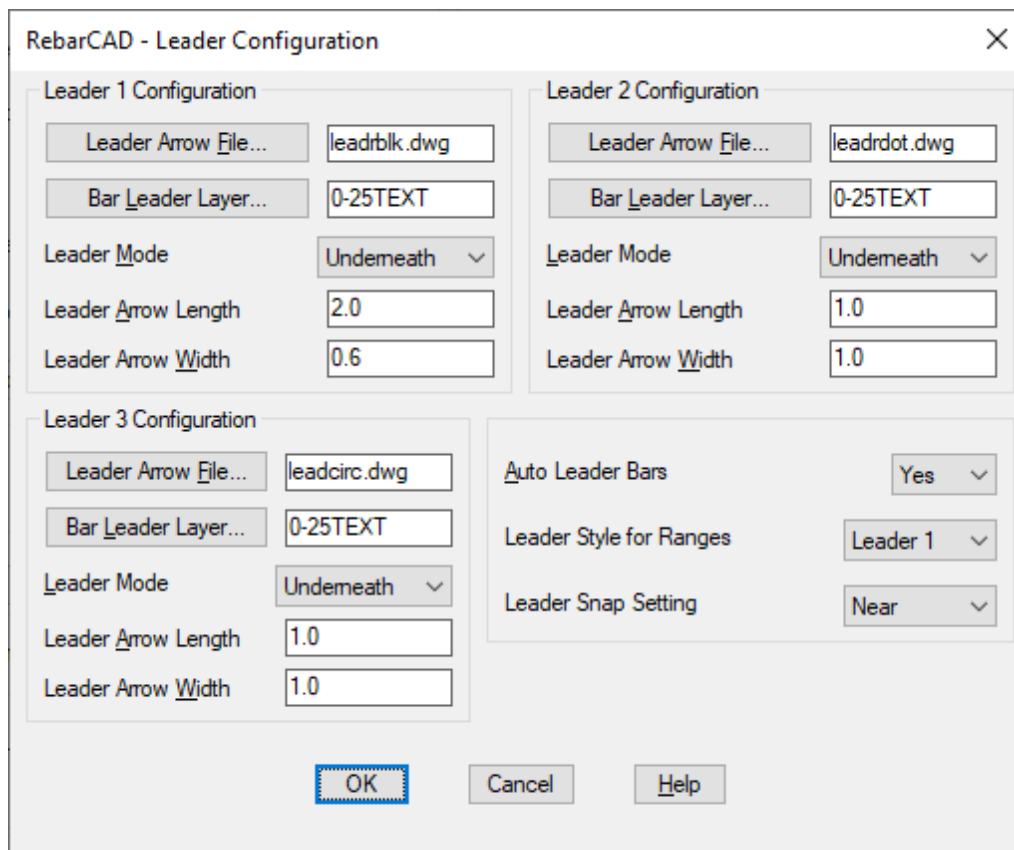 RebarCAD - Leader Configuration
Leader 1 Configuration
Leader Arrow File... leadrblk.dwg
Bar Leader Layer... 0-25TEXT
Leader Mode Underneath
Leader Arrow Length 2.0
Leader Arrow Width 0.6
Leader 2 Configuration
Leader Arrow File... leadrdot.dwg
Bar Leader Layer... 0-25TEXT
Leader Mode Underneath
Leader Arrow Length 1.0
Leader Arrow Width 1.0
Leader 3 Configuration
Leader Arrow File... leadcirc.dwg
Bar Leader Layer... 0-25TEXT
Leader Mode Underneath
Leader Arrow Length 1.0
Leader Arrow Width 1.0
Auto Leader Bars Yes
Leader Style for Ranges Leader 1
Leader Snap Setting Near
OK Cancel Help